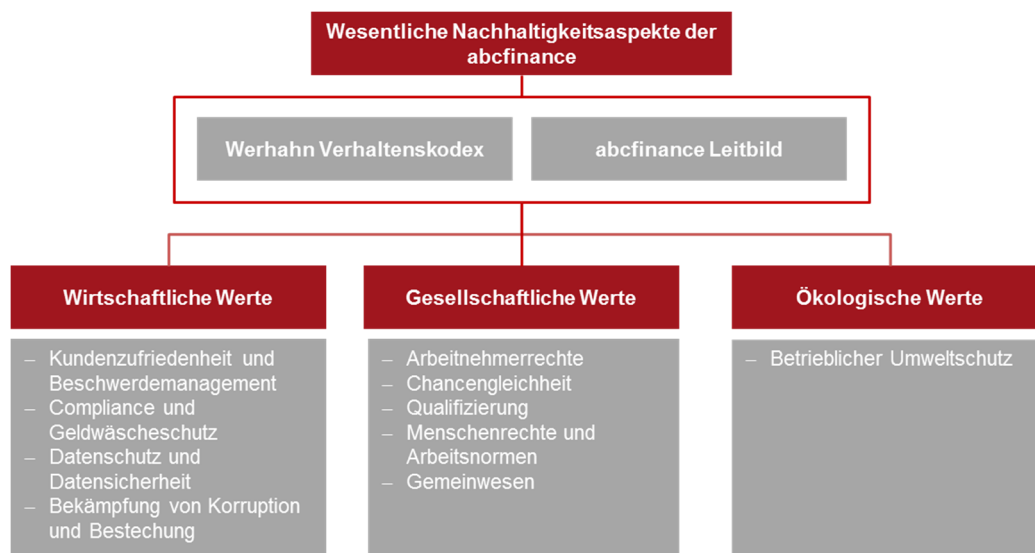 Wesentliche Nachhaltigkeitsaspekte der
abcfinance
Werhahn Verhaltenskodex
abcfinance Leitbild
Wirtschaftliche Werte
– Kundenzufriedenheit und
Beschwerdemanagement
– Compliance und
Geldwäscheschutz
– Datenschutz und
Datensicherheit
– Bekämpfung von Korruption
und Bestechung
Gesellschaftliche Werte
– Arbeitnehmerrechte
– Chancengleichheit
– Qualifizierung
– Menschenrechte und
Arbeitsnormen
– Gemeinwesen
Ökologische Werte
– Betrieblicher Umweltschutz